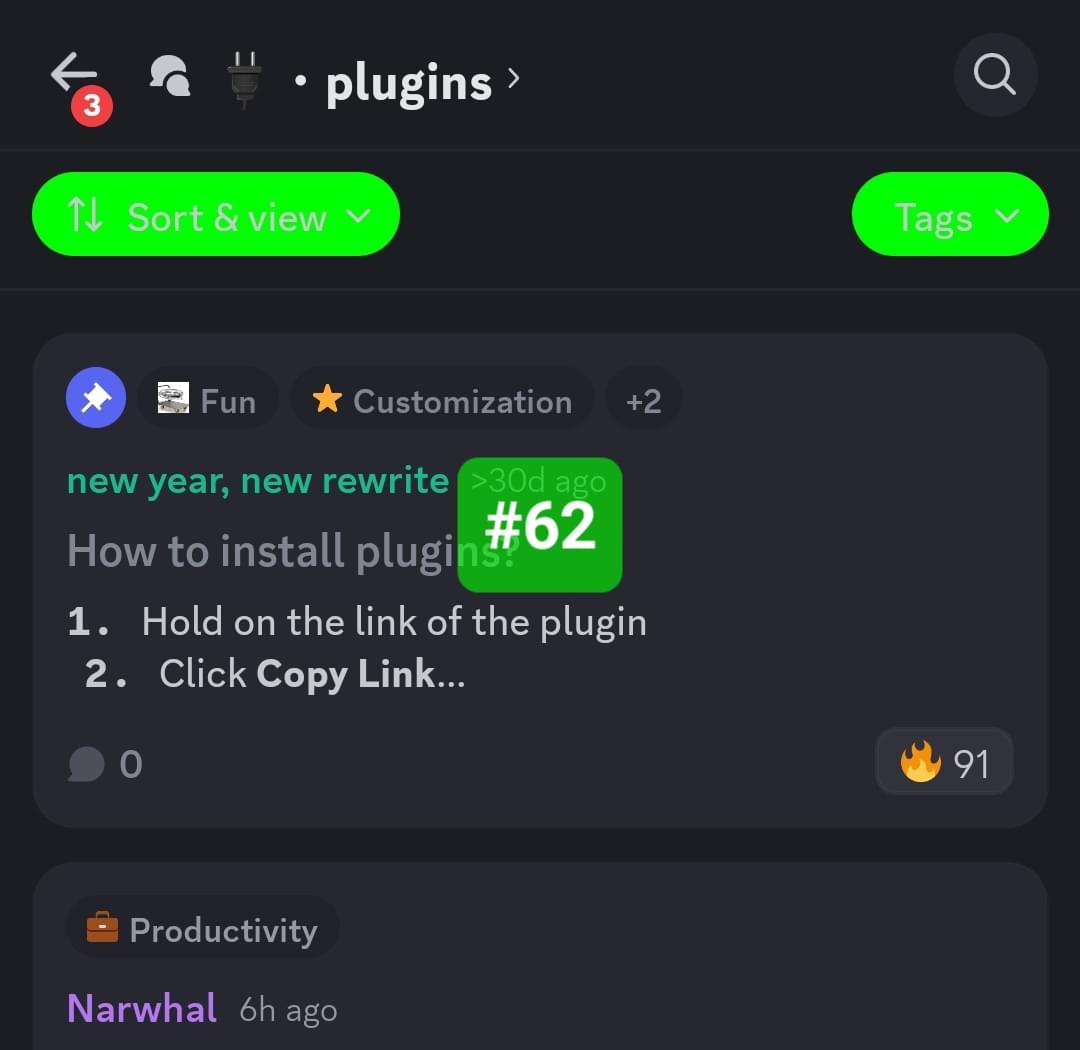 3
• plugins
Sort & view
Tags
Fun
Customization
+2
new year, new rewrite >30d ago
#62
How to install plugins?
1. Hold on the link of the plugin
2. Click Copy Link...
0
91
Productivity
Narwhal 6h ago